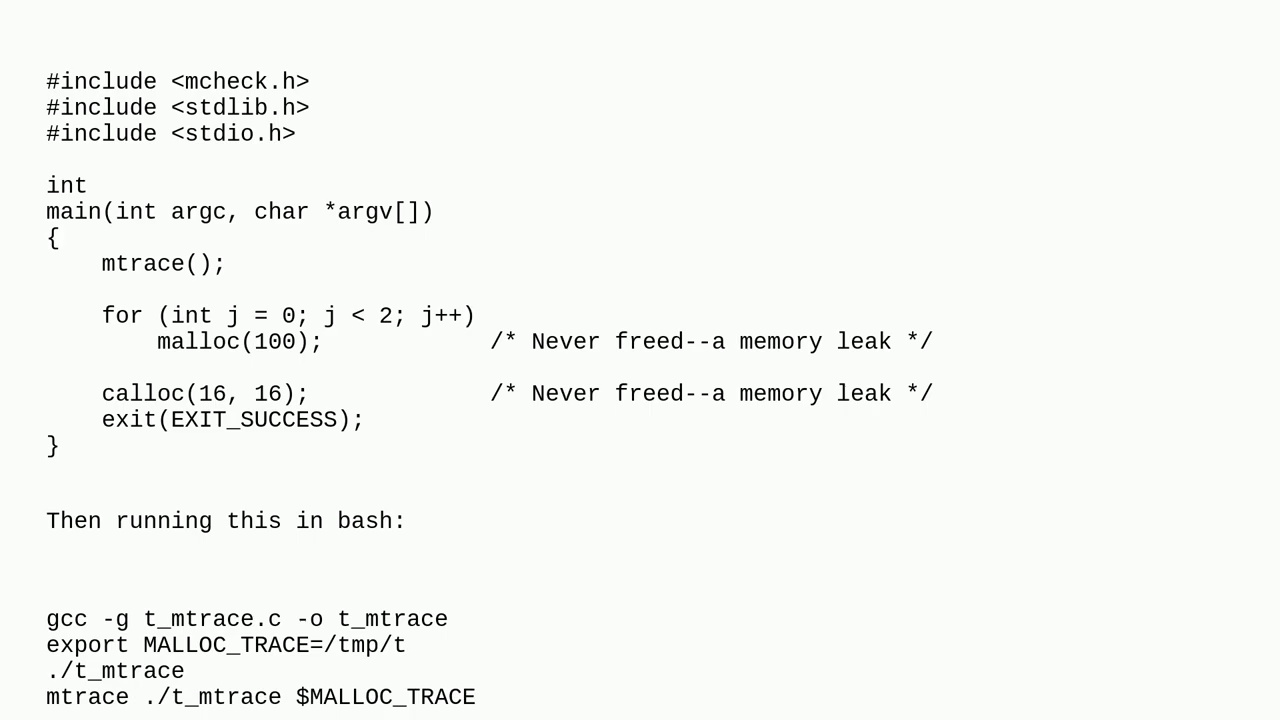 #include <mcheck.h>
#include <stdlib.h>
#include <stdio.h>

int
main(int argc, char *argv[])
{
    mtrace();

    for (int j = 0; j < 2; j++)
        malloc(100);            /* Never freed--a memory leak */

    calloc(16, 16);             /* Never freed--a memory leak */
    exit(EXIT_SUCCESS);
}

Then running this in bash:

gcc -g t_mtrace.c -o t_mtrace
export MALLOC_TRACE=/tmp/t
./t_mtrace
mtrace ./t_mtrace $MALLOC_TRACE